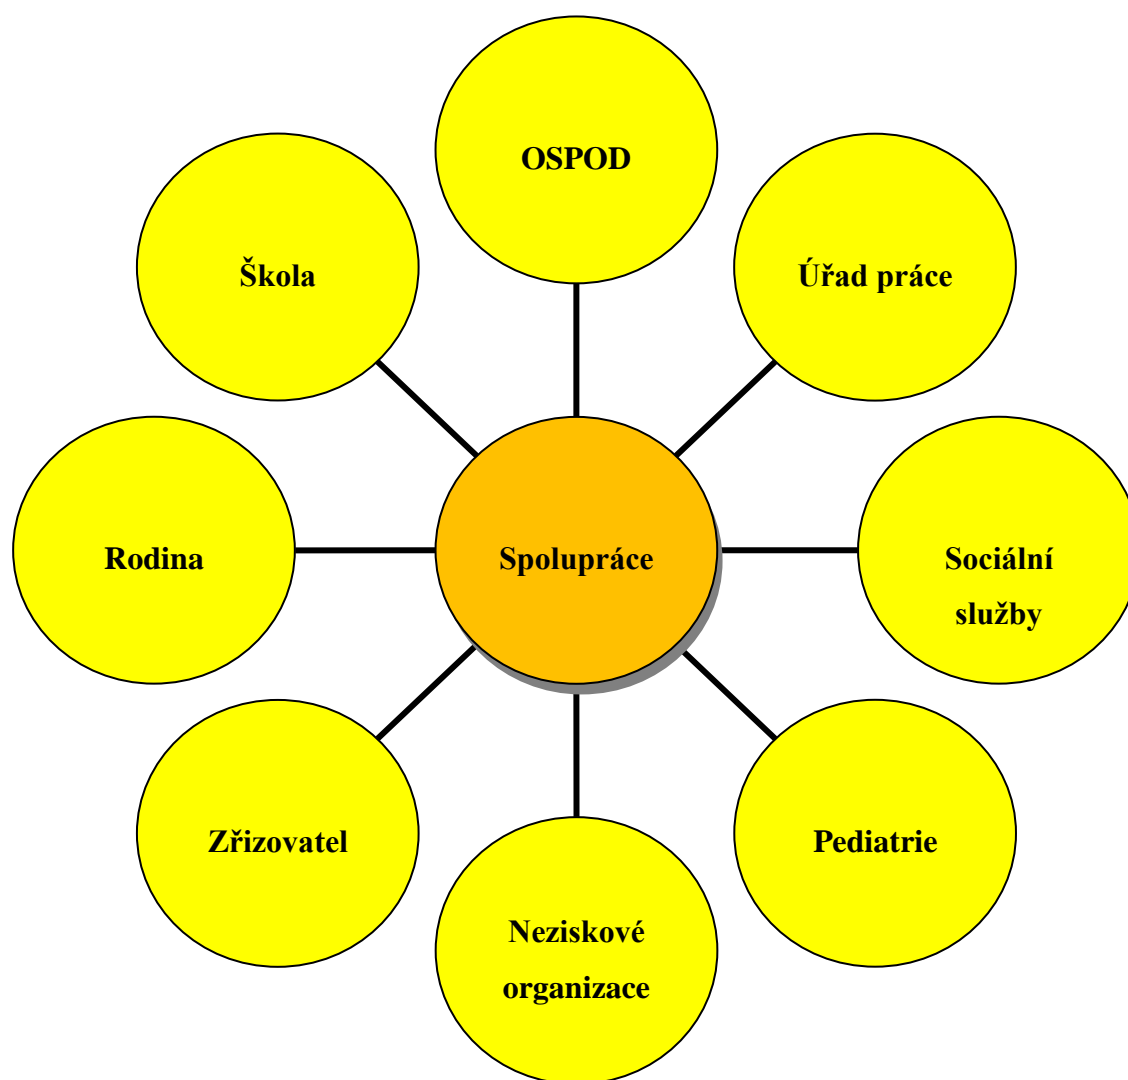 OSPOD
Škola
Úřad práce
Rodina
Spolupráce
Sociální
služby
Zřizovatel
Pediatrie
Neziskové
organizace